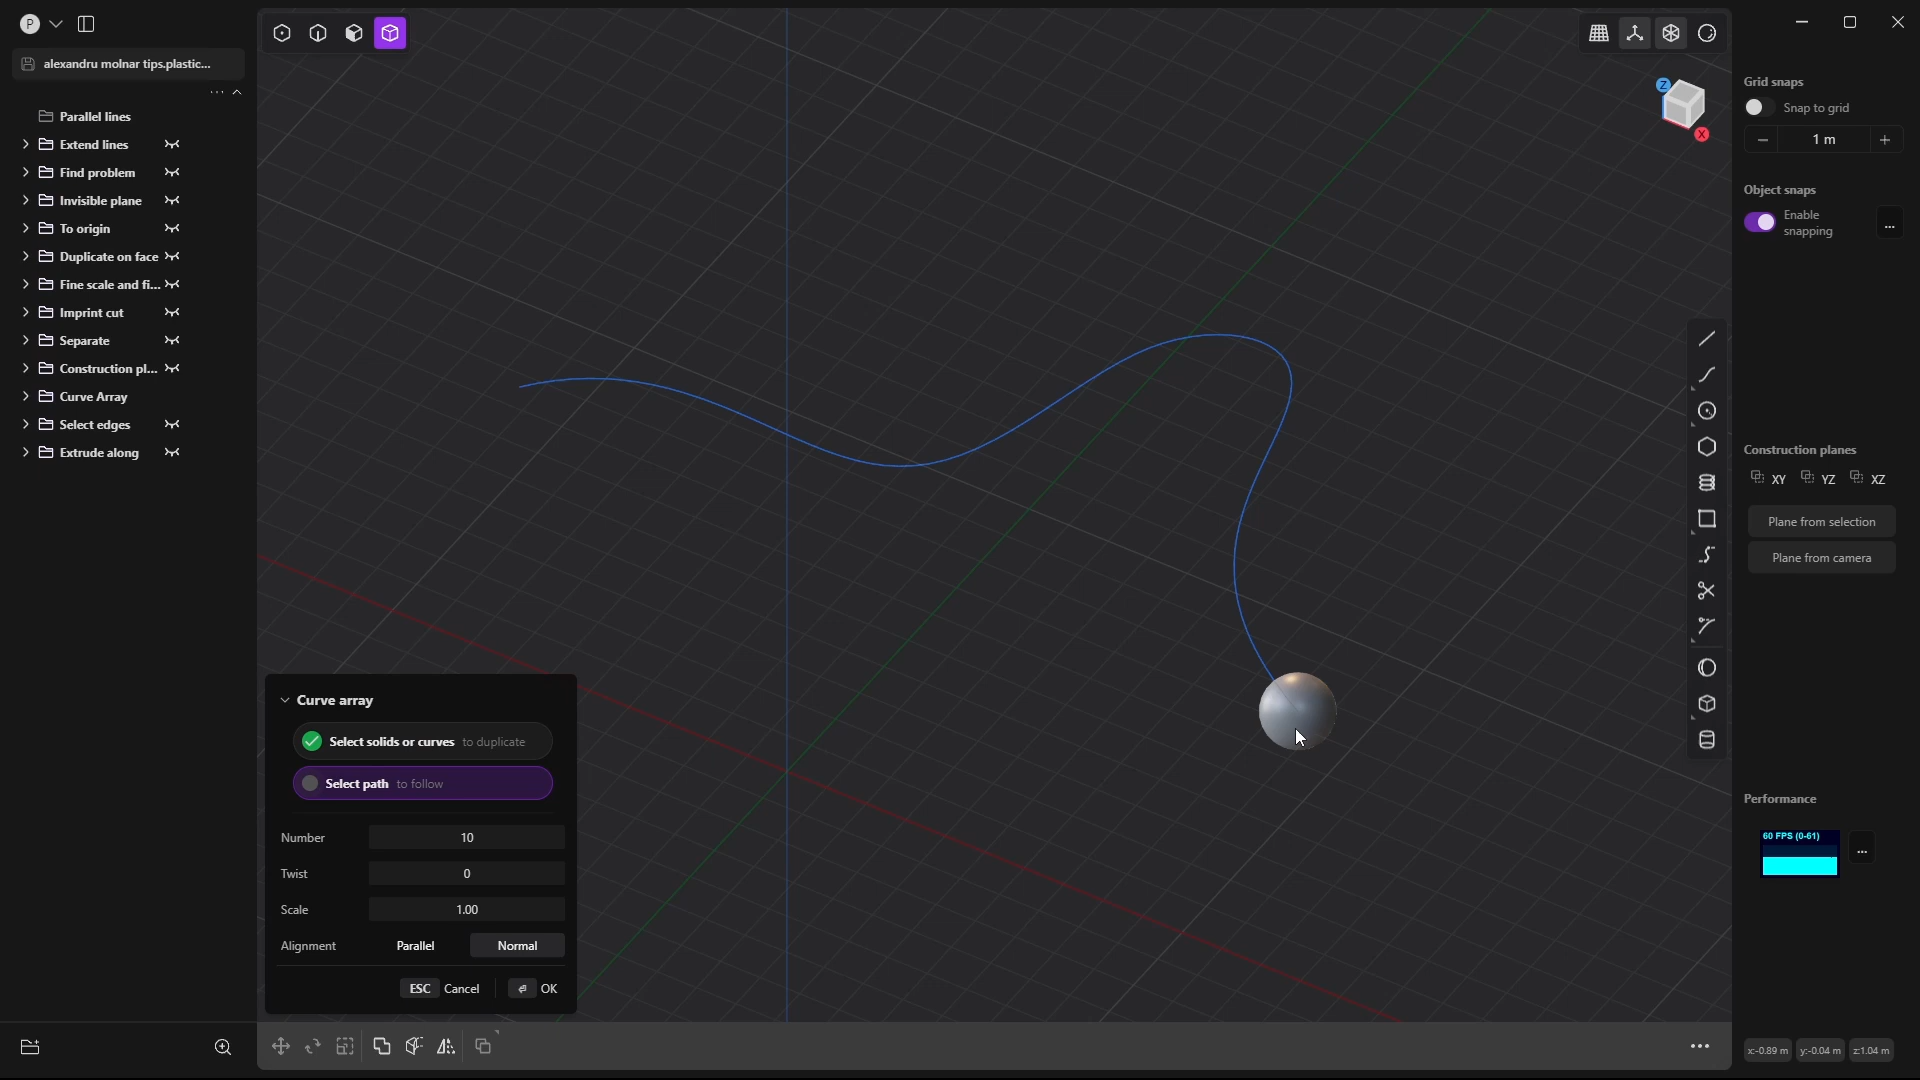 P
alexandru molnar tips.plastic...
Parallel lines
Extend lines
Find problem
Invisible plane
To origin
Duplicate on face
Fine scale and fi...
Imprint cut
Separate
Construction pl...
Curve Array
Select edges
Extrude along
Z
X
Curve array
Select solids or curves to duplicate
Select path to follow
Number 10
Twist 0
Scale 1.00
Alignment Parallel Normal
ESC Cancel OK
Grid snaps
Snap to grid
1 m
Object snaps
Enable
snapping
...
Construction planes
XY YZ XZ
Plane from selection
Plane from camera
Performance
60 FPS (0-61)
...
x:-0.89 m y:-0.04 m z:1.04 m